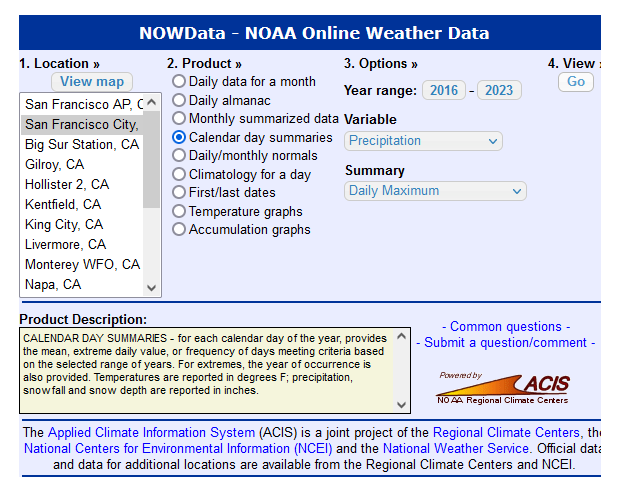 NOWData - NOAA Online Weather Data
1. Location » 2. Product » 3. Options » 4. View
View map
San Francisco AP, C
San Francisco City,
Big Sur Station, CA
Gilroy, CA
Hollister 2, CA
Kentfield, CA
King City, CA
Livermore, CA
Monterey WFO, CA
Napa, CA
Daily data for a month
Daily almanac
Monthly summarized data
Calendar day summaries
Daily/monthly normals
Climatology for a day
First/last dates
Temperature graphs
Accumulation graphs
Year range: 2016 - 2023
Variable
Precipitation
Summary
Daily Maximum
Go
Product Description:
CALENDAR DAY SUMMARIES - for each calendar day of the year, provides
the mean, extreme daily value, or frequency of days meeting criteria based
on the selected range of years. For extremes, the year of occurrence is
also provided. Temperatures are reported in degrees F; precipitation,
snowfall and snow depth are reported in inches.
- Common questions -
- Submit a question/comment -
Powered by
ACIS
NOAA Regional Climate Centers
The Applied Climate Information System (ACIS) is a joint project of the Regional Climate Centers, the
National Centers for Environmental Information (NCEI) and the National Weather Service. Official data
and data for additional locations are available from the Regional Climate Centers and NCEI.